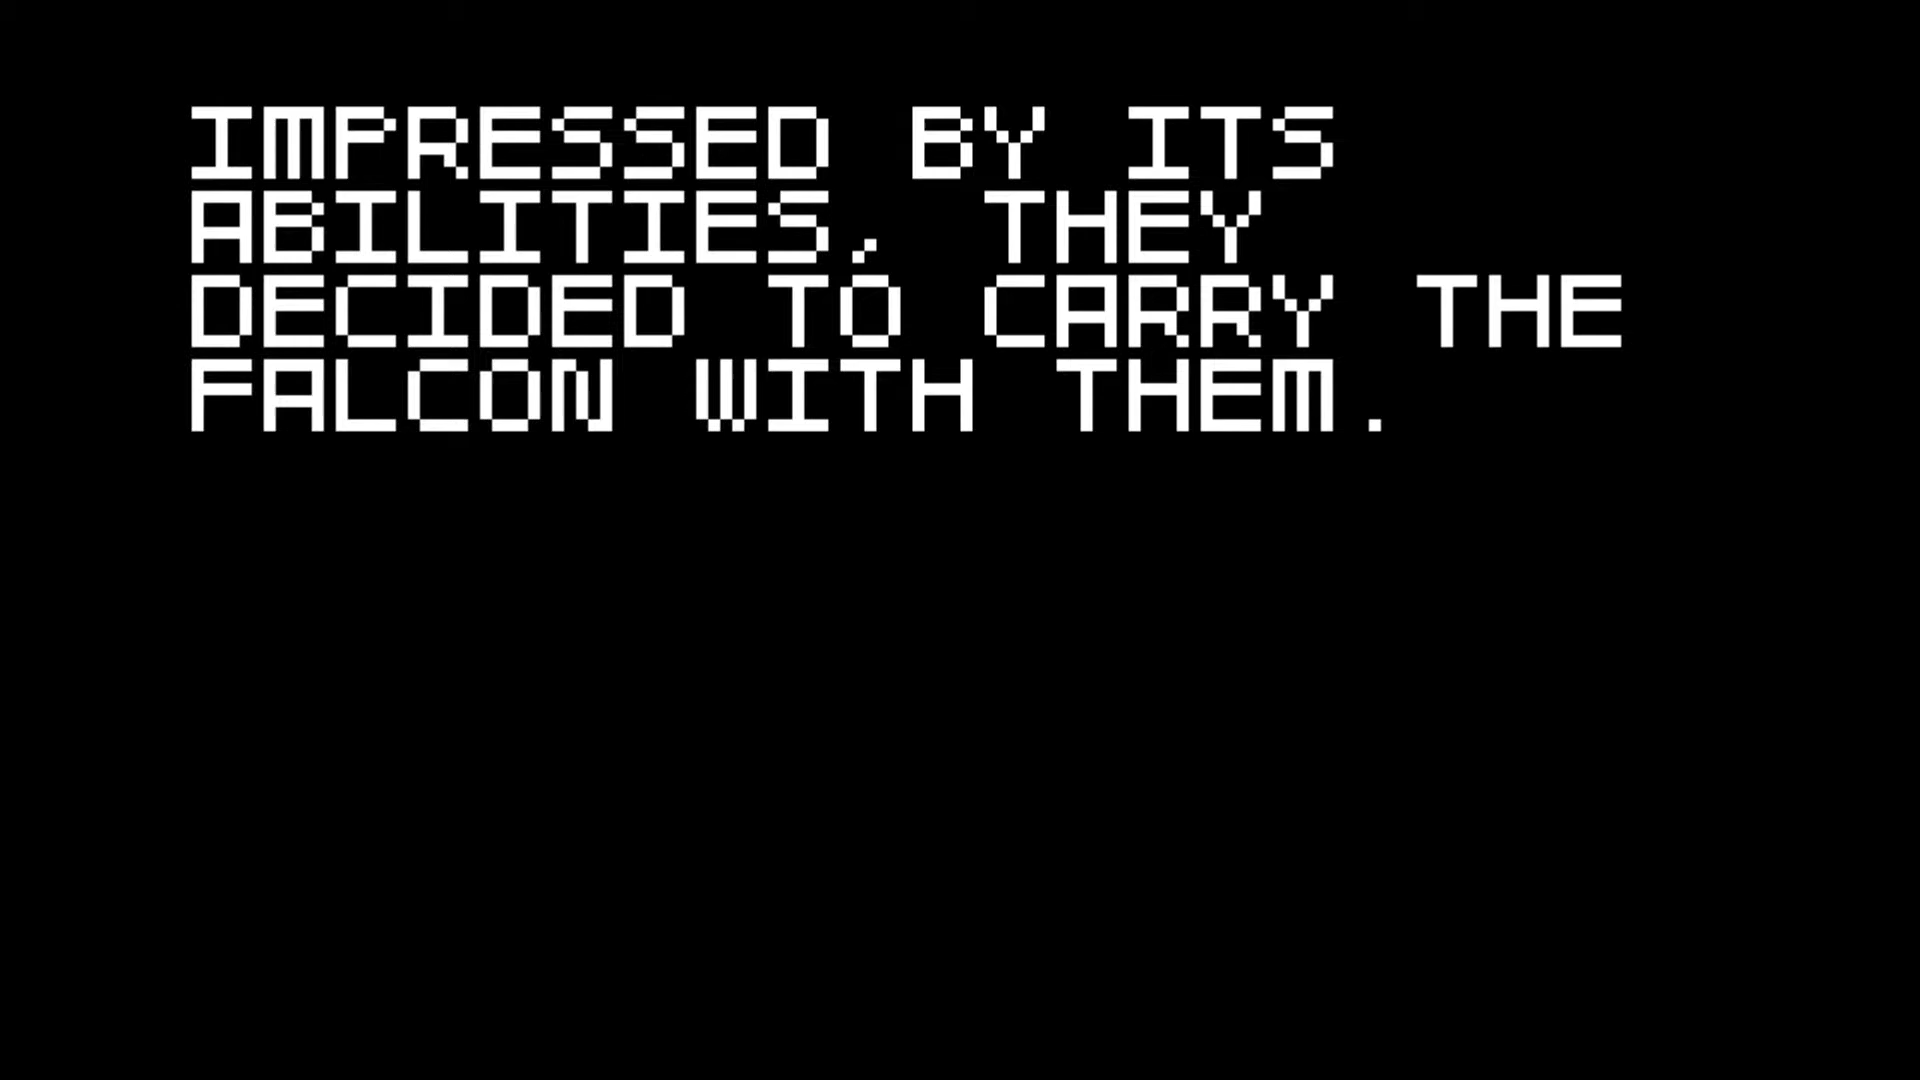 IMPRESSED BY ITS
ABILITIES, THEY
DECIDED TO CARRY THE
FALCON WITH THEM.